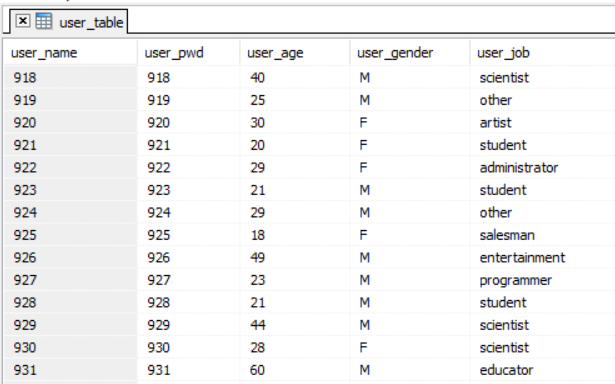 user_table
user_name user_pwd user_age user_gender user_job
918 918 40 M scientist
919 919 25 M other
920 920 30 F artist
921 921 20 F student
922 922 29 F administrator
923 923 21 M student
924 924 29 M other
925 925 18 F salesman
926 926 49 M entertainment
927 927 23 M programmer
928 928 21 M student
929 929 44 M scientist
930 930 28 F scientist
931 931 60 M educator